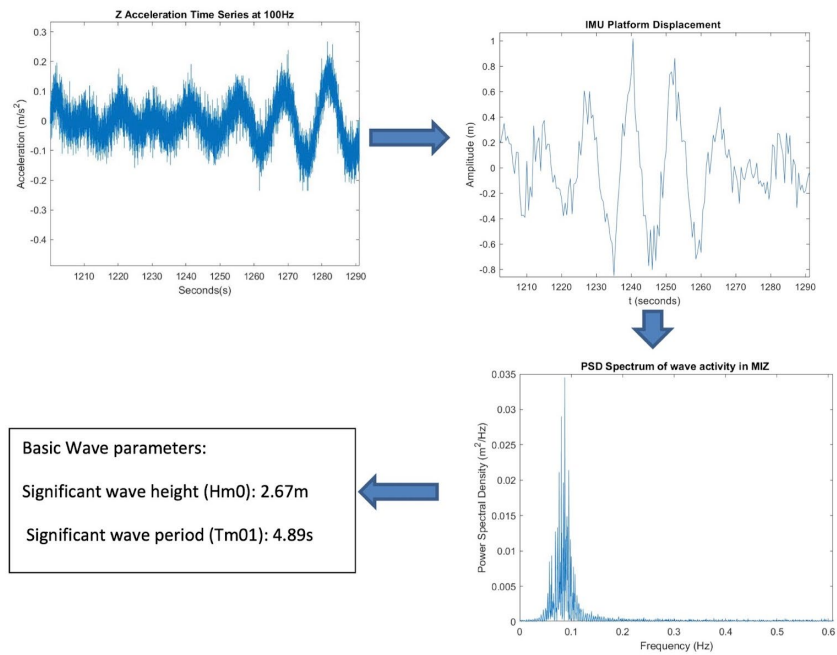 Z Acceleration Time Series at 100Hz
0.3
0.2
0.1
0
-0.1
-0.2
-0.3
-0.4
Acceleration (m/s²)
1210 1220 1230 1240 1250 1260 1270 1280 1290
Seconds(s)
IMU Platform Displacement
1
0.8
0.6
0.4
0.2
0
-0.2
-0.4
-0.6
-0.8
Amplitude (m)
1210 1220 1230 1240 1250 1260 1270 1280 1290
t (seconds)
PSD Spectrum of wave activity in MIZ
0.035
0.03
0.025
0.02
0.015
0.01
0.005
0
Power Spectral Density (m²/Hz)
0 0.1 0.2 0.3 0.4 0.5 0.6
Frequency (Hz)
Basic Wave parameters:
Significant wave height (Hm0): 2.67m
Significant wave period (Tm01): 4.89s